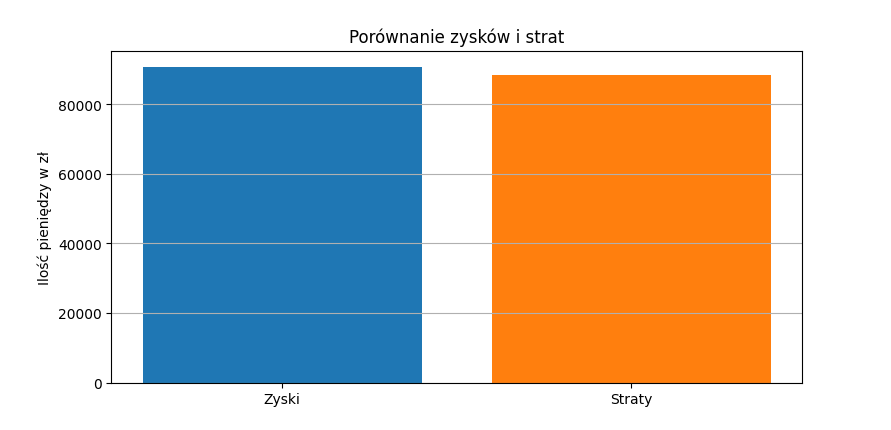 Porównanie zysków i strat
Ilość pieniędzy w zł
80000
60000
40000
20000
0
Zyski
Straty